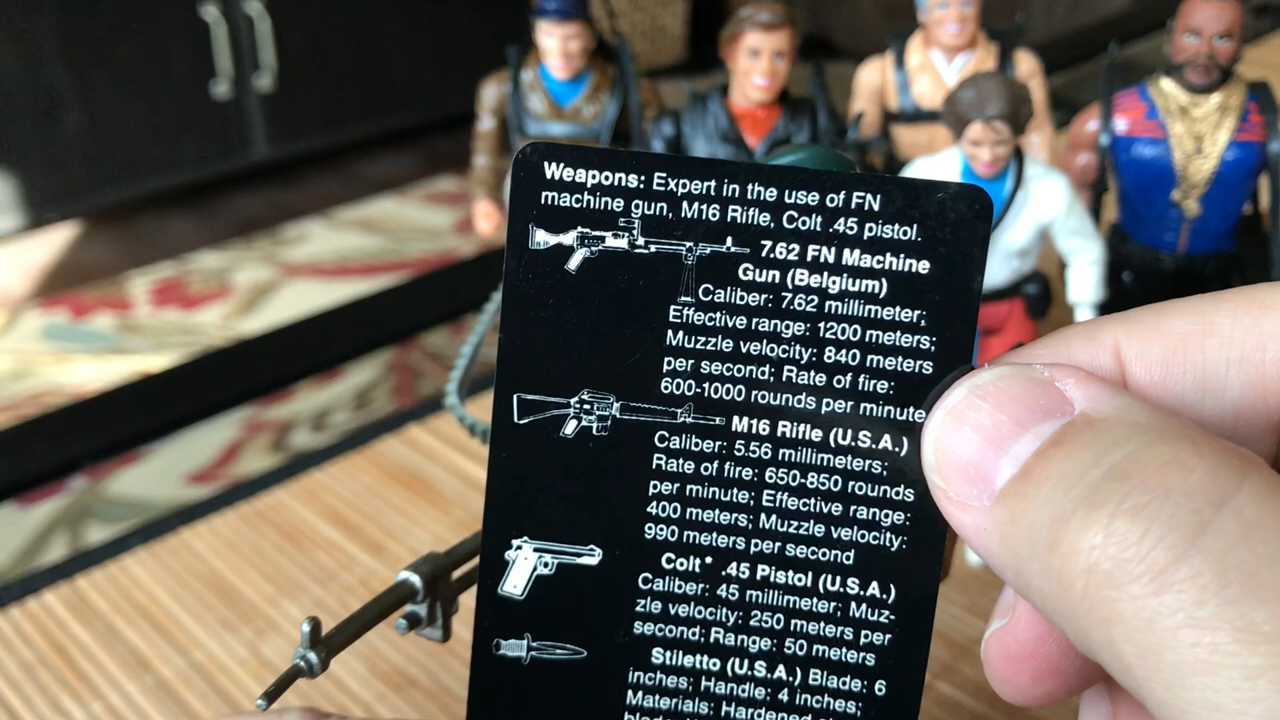 Weapons: Expert in the use of FN
machine gun, M16 Rifle, Colt .45 pistol.
7.62 FN Machine
Gun (Belgium)
Caliber: 7.62 millimeter;
Effective range: 1200 meters;
Muzzle velocity: 840 meters
per second; Rate of fire:
600-1000 rounds per minute
M16 Rifle (U.S.A.)
Caliber: 5.56 millimeters;
Rate of fire: 650-850 rounds
per minute; Effective range:
400 meters; Muzzle velocity:
990 meters per second
Colt* .45 Pistol (U.S.A.)
Caliber: 45 millimeter; Muz-
zle velocity: 250 meters per
second; Range: 50 meters
Stiletto (U.S.A.) Blade: 6
inches; Handle: 4 inches;
Materials: Hardened